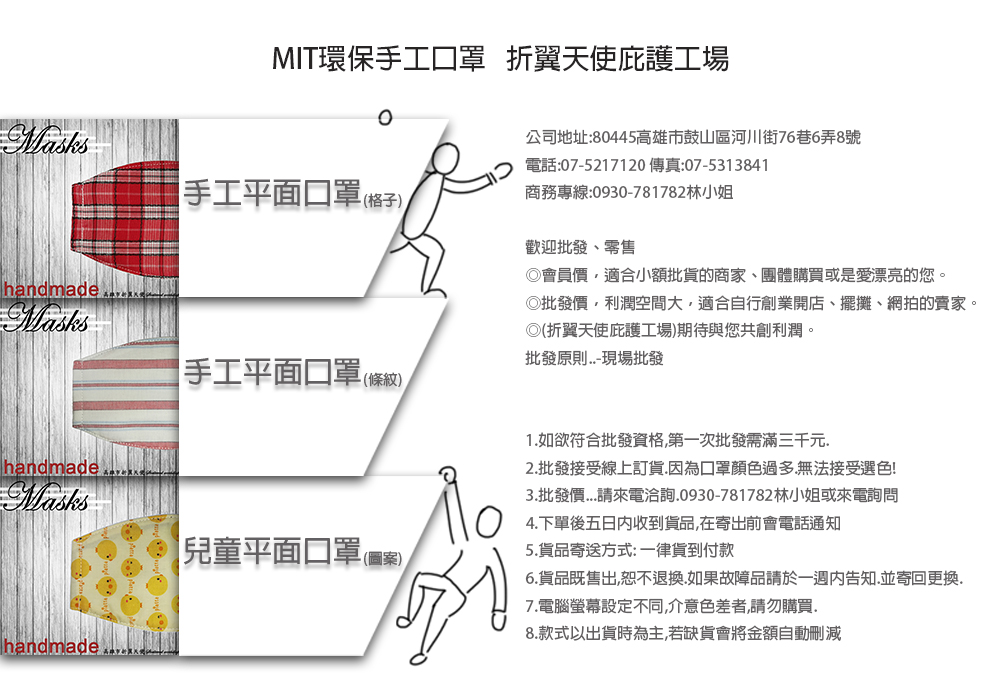 MIT環保手工口罩 折翼天使庇護工場
Masks
手工平面口罩(格子)
handmade
Masks
手工平面口罩(條紋)
handmade
Masks
兒童平面口罩(圖案)
handmade
公司地址:80445高雄市鼓山區河川街76巷6弄8號
電話:07-5217120 傳真:07-5313841
商務專線:0930-781782林小姐
歡迎批發、零售
◎會員價，適合小額批貨的商家、團體購買或是愛漂亮的您。
◎批發價，利潤空間大，適合自行創業開店、擺攤、網拍的賣家。
◎(折翼天使庇護工場)期待與您共創利潤。
批發原則..-現場批發
1.如欲符合批發資格,第一次批發需滿三千元.
2.批發接受線上訂貨.因為口罩顏色過多.無法接受選色!
3.批發價...請來電洽詢.0930-781782林小姐或來電詢問
4.下單後五日內收到貨品,在寄出前會電話通知
5.貨品寄送方式: 一律貨到付款
6.貨品既售出,恕不退換.如果故障品請於一週內告知.並寄回更換.
7.電腦螢幕設定不同,介意色差者,請勿購買.
8.款式以出貨時為主,若缺貨會將金額自動刪減